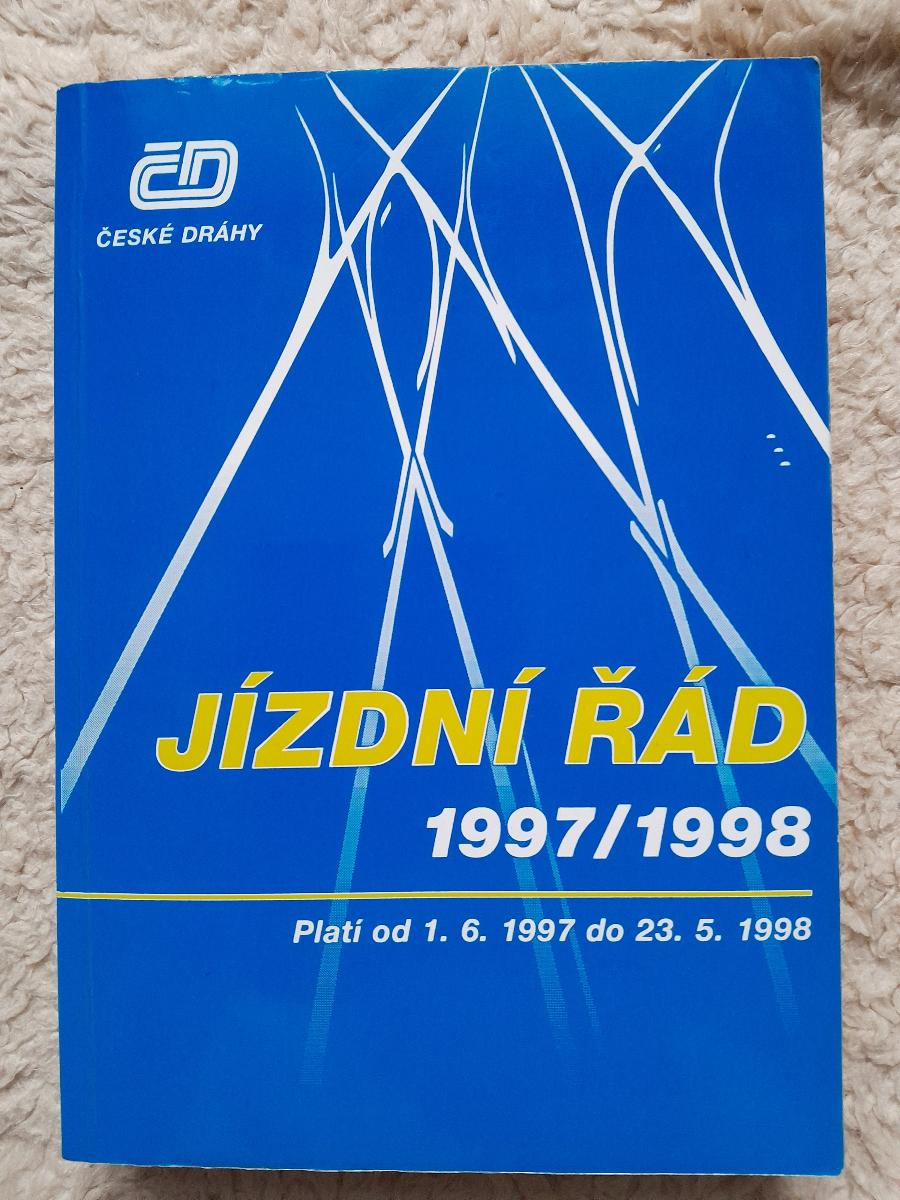 ČD
ČESKÉ DRÁHY
JÍZDNÍ ŘÁD
1997/1998
Platí od 1. 6. 1997 do 23. 5. 1998